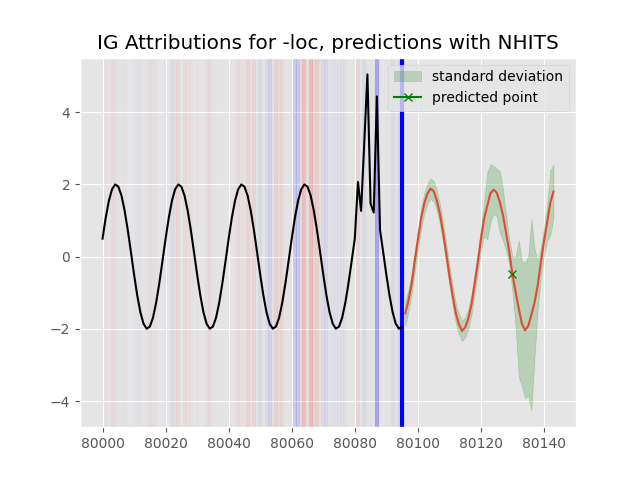 IG Attributions for -loc, predictions with NHITS
standard deviation
predicted point
4
2
0
−2
−4
80000 80020 80040 80060 80080 80100 80120 80140